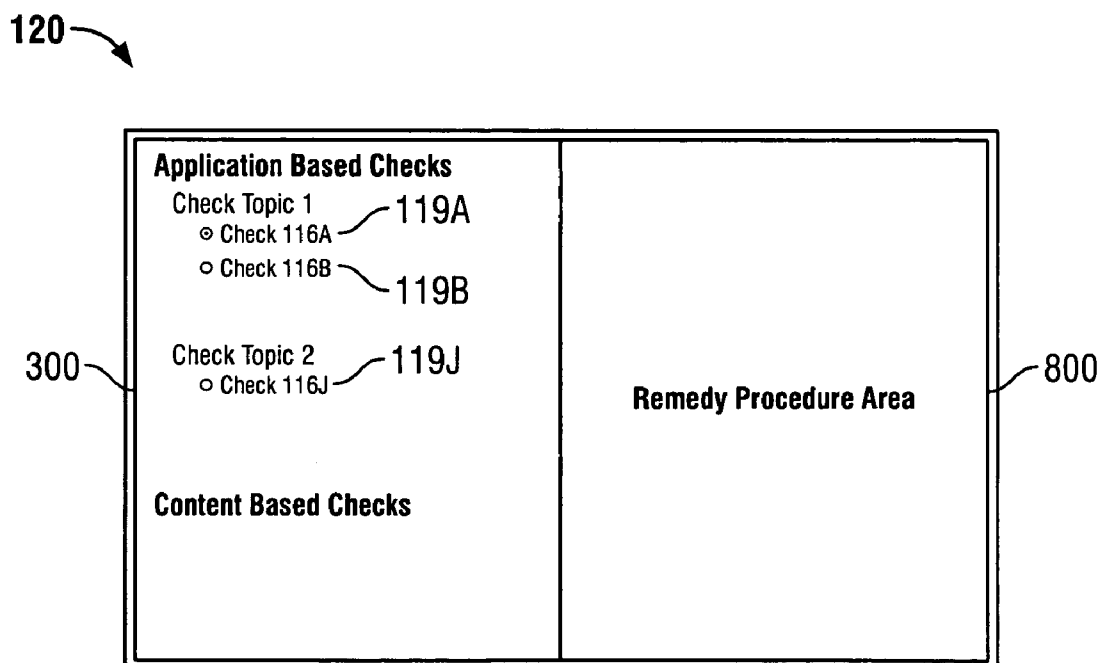 120
Application Based Checks
Check Topic 1
119A
Check 116A
Check 116B
119B
Check Topic 2
119J
300
Check 116J
800
Remedy Procedure Area
Content Based Checks